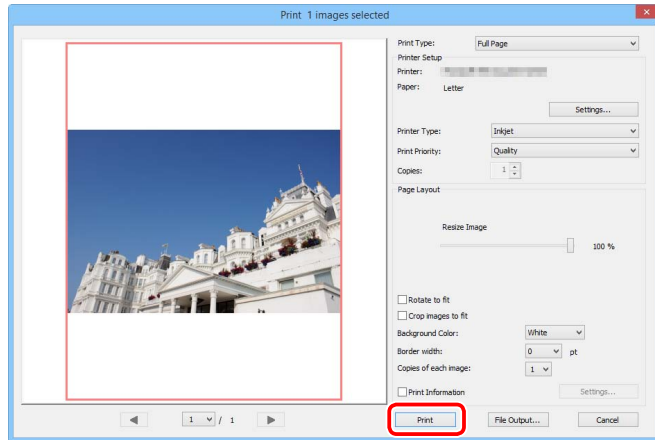 Print 1 images selected
Print Type: Full Page
Printer Setup
Printer:
Paper: Letter
Settings...
Printer Type: Inkjet
Print Priority: Quality
Copies: 1
Page Layout
Resize Image
100 %
Rotate to fit
Crop images to fit
Background Color: White
Border width: 0 pt
Copies of each image: 1
Print Information Settings...
1 / 1 Print File Output... Cancel